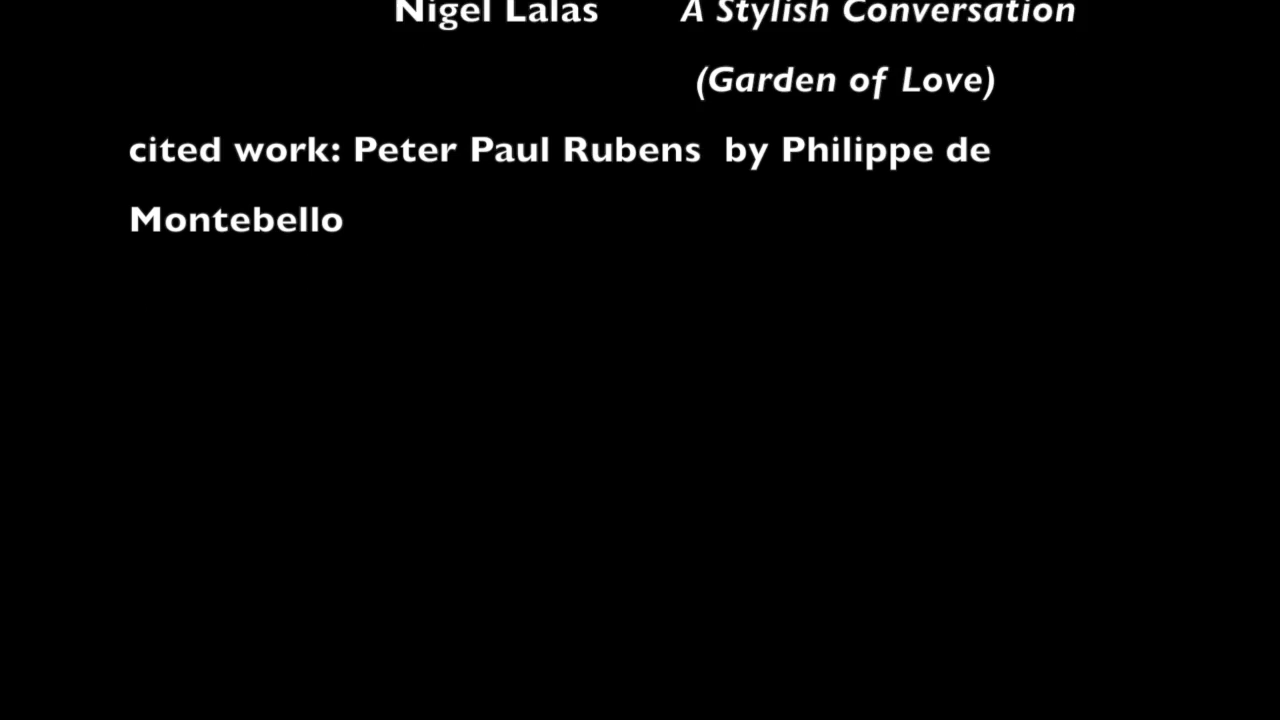 Nigel Lalas A Stylish Conversation
(Garden of Love)
cited work: Peter Paul Rubens by Philippe de
Montebello